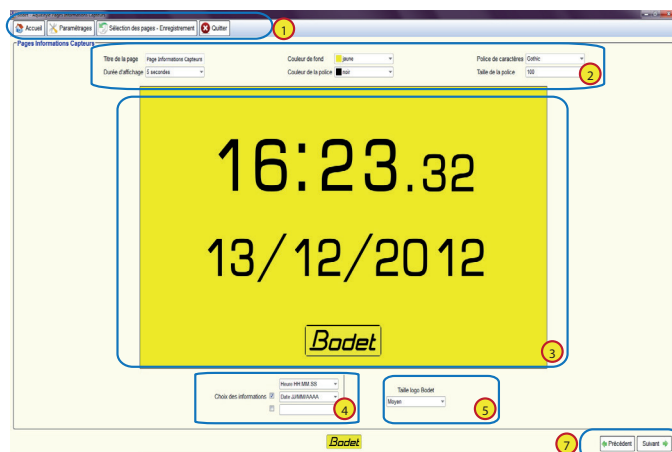 Accueil Paramétrages Sélection des pages - Enregistrement Quitter 1
Pages Informations Capteurs
Titre de la page Page Informations Capteurs Couleur de fond jaune Police de caractères Gothic
Durée d'affichage 5 secondes Couleur de la police noir Taille de la police 100
2
16:23.32
13/12/2012
Bodet
3
Heure HH:MM:SS
Choix des informations Date JJ/MM/AAAA
4
Taille logo Bodet
Moyen
5
Bodet
7 Précédent Suivant